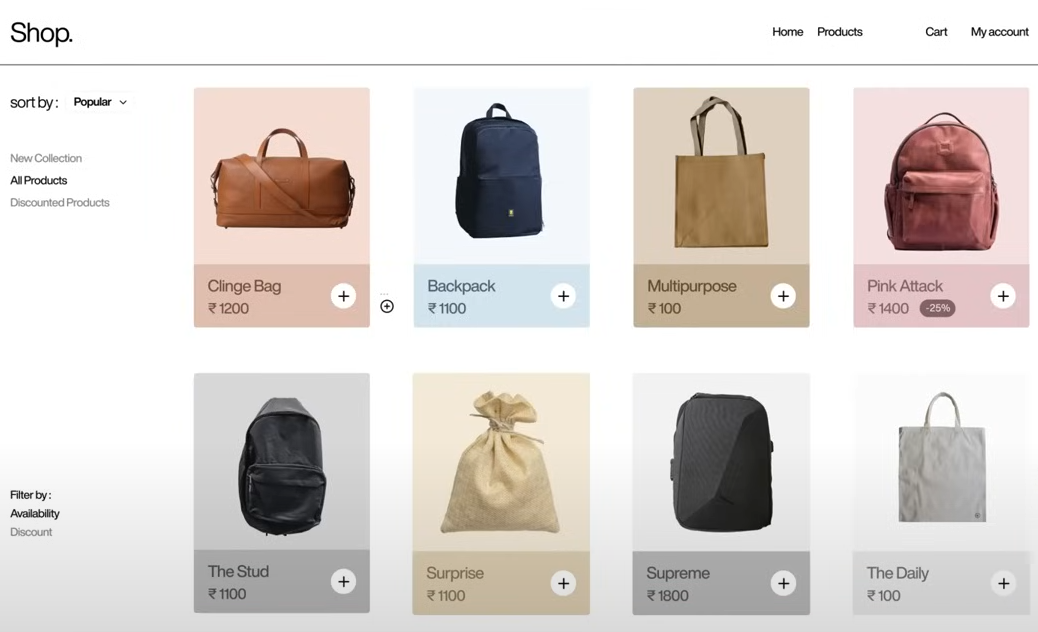 Shop.
Home Products Cart My account
sort by : Popular
New Collection
All Products
Discounted Products
Clinge Bag
₹ 1200
Backpack
₹ 1100
Multipurpose
₹ 100
Pink Attack
₹ 1400 -25%
Filter by :
Availability
Discount
The Stud
₹ 1100
Surprise
₹ 1100
Supreme
₹ 1800
The Daily
₹ 100